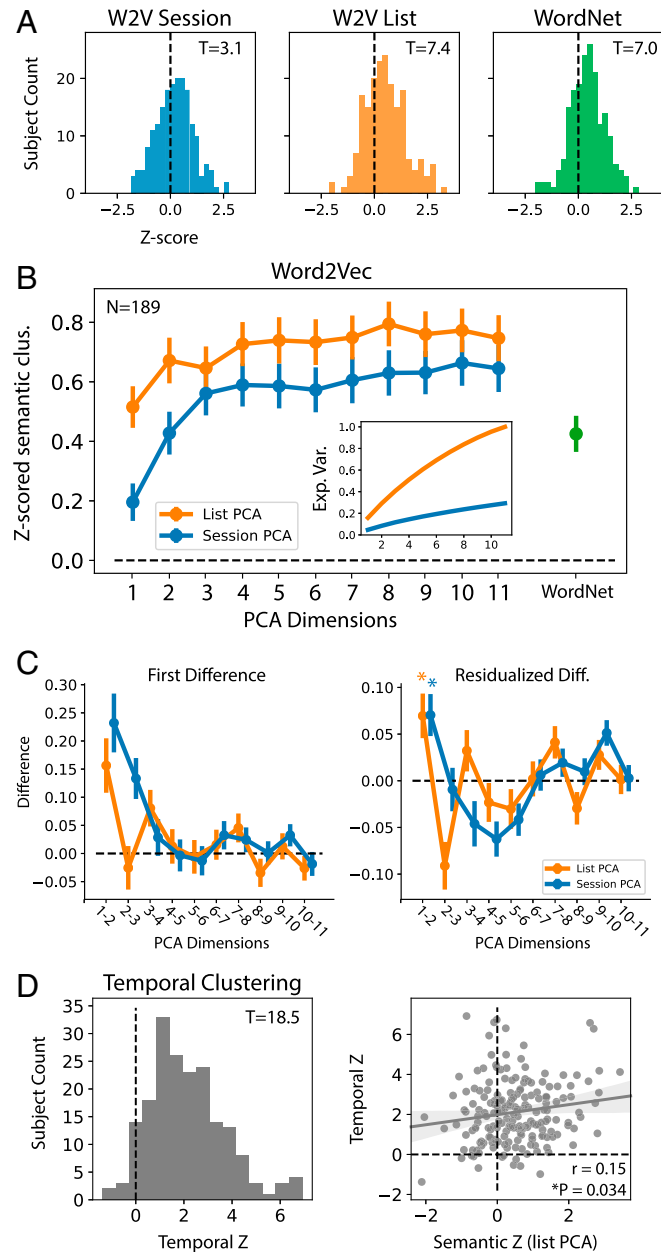 A
W2V Session
W2V List
WordNet
T=3.1
T=7.4
T=7.0
Subject Count
20
10
0
−2.5 0.0 2.5
−2.5 0.0 2.5
−2.5 0.0 2.5
Z-score
B
Word2Vec
N=189
Z-scored semantic clus.
0.8
0.6
0.4
0.2
0.0
Exp. Var.
1.0
0.8
0.6
0.4
0.2
0.0
2 4 6 8 10
List PCA
Session PCA
1 2 3 4 5 6 7 8 9 10 11 WordNet
PCA Dimensions
C
First Difference
Difference
0.30
0.25
0.20
0.15
0.10
0.05
0.00
−0.05
1-2 2-3 3-4 4-5 5-6 6-7 7-8 8-9 9-10 10-11
PCA Dimensions
Residualized Diff.
* *
0.10
0.05
0.00
−0.05
−0.10
List PCA
Session PCA
1-2 2-3 3-4 4-5 5-6 6-7 7-8 8-9 9-10 10-11
PCA Dimensions
D
Temporal Clustering
T=18.5
Subject Count
35
30
25
20
15
10
5
0
0 2 4 6
Temporal Z
Temporal Z
6
4
2
0
−2
r = 0.15
*P = 0.034
−2 0 2
Semantic Z (list PCA)